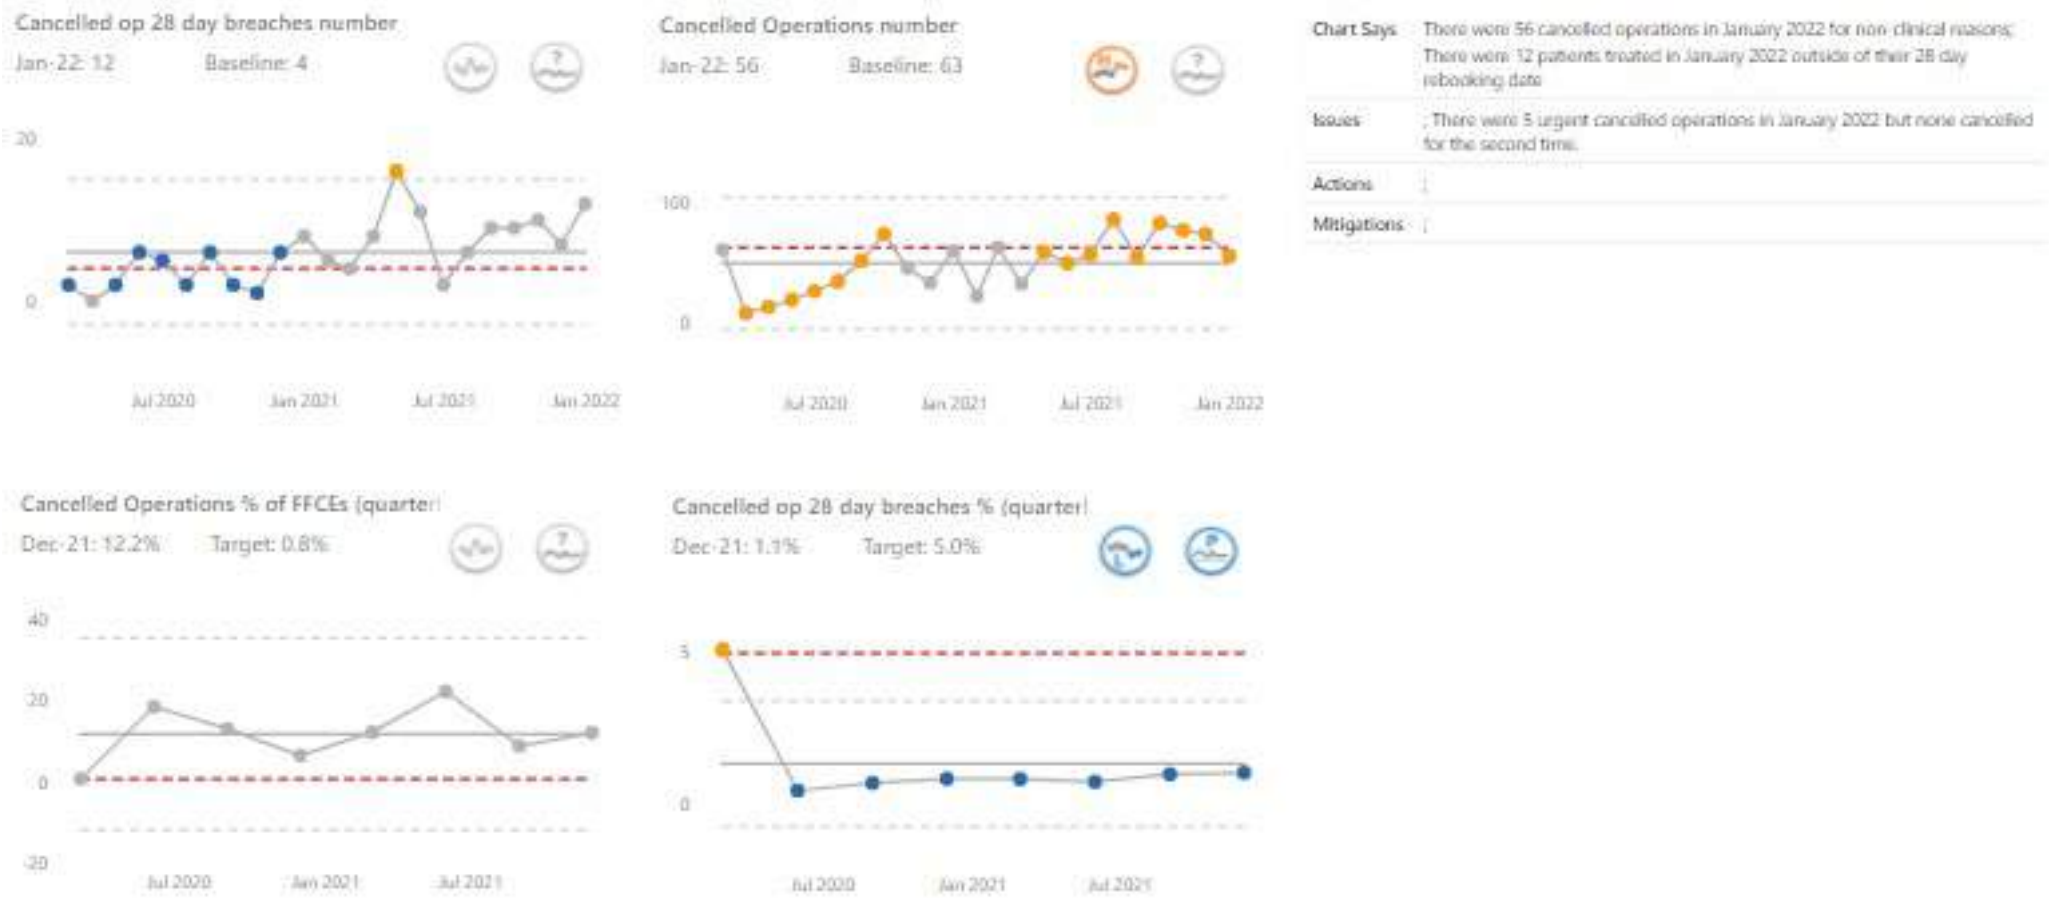 Cancelled op 28 day breaches number
Jan-22: 12 Baseline: 4
?
20
0
Jul 2020 Jan 2021 Jul 2021 Jan 2022
Cancelled Operations number
Jan-22: 56 Baseline: 63
?
100
0
Jul 2020 Jan 2021 Jul 2021 Jan 2022
Chart Says There were 56 cancelled operations in January 2022 for non-clinical reasons;
There were 12 patients treated in January 2022 outside of their 28 day
rebooking date
Issues ; There were 5 urgent cancelled operations in January 2022 but none cancelled
for the second time.
Actions ;
Mitigations ;
Cancelled Operations % of FFCEs (quarter
Dec-21: 12.2% Target: 0.8%
?
40
20
0
-20
Jul 2020 Jan 2021 Jul 2021
Cancelled op 28 day breaches % (quarter
Dec-21: 1.1% Target: 5.0%
L P
5
0
Jul 2020 Jan 2021 Jul 2021